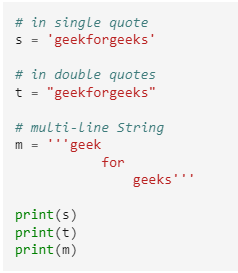 # in single quote
s = 'geekforgeeks'

# in double quotes
t = "geekforgeeks"

# multi-line String
m = '''geek
           for
               geeks'''

print(s)
print(t)
print(m)